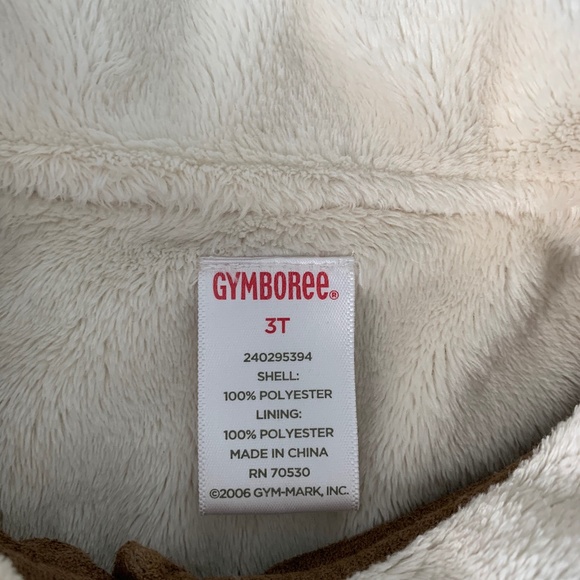 GYMBOREE®
3T
240295394
SHELL:
100% POLYESTER
LINING:
100% POLYESTER
MADE IN CHINA
RN 70530
©2006 GYM-MARK, INC.